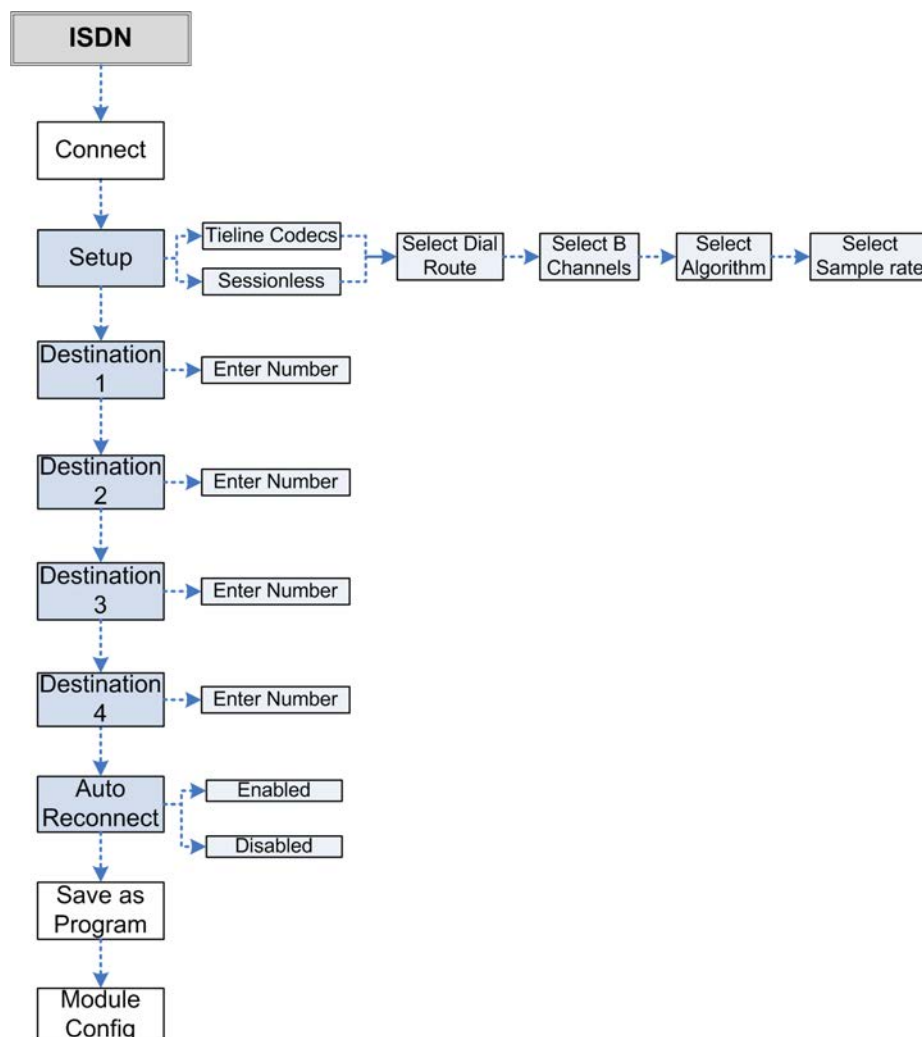 ISDN
Connect
Setup
Tieline Codecs
Sessionless
Select Dial
Route
Select B
Channels
Select
Algorithm
Select
Sample rate
Destination
1
Enter Number
Destination
2
Enter Number
Destination
3
Enter Number
Destination
4
Enter Number
Auto
Reconnect
Enabled
Disabled
Save as
Program
Module
Config